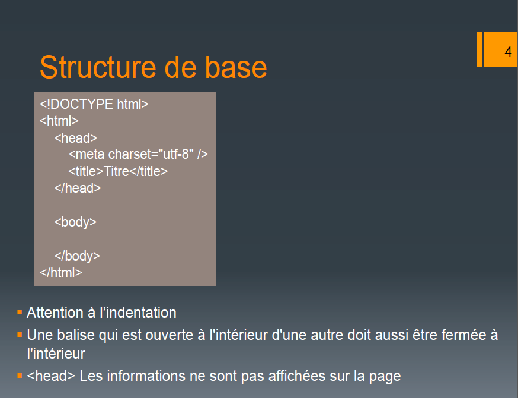 4
Structure de base
<!DOCTYPE html>
<html>
<head>
<meta charset="utf-8" />
<title>Titre</title>
</head>
<body>
</body>
</html>
Attention à l'indentation
Une balise qui est ouverte à l'intérieur d'une autre doit aussi être fermée à
l'intérieur
<head> Les informations ne sont pas affichées sur la page